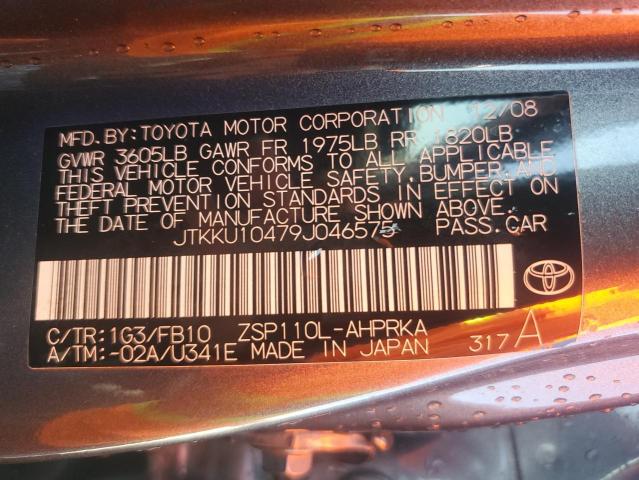 MFD.BY:TOYOTA MOTOR CORPORATION 12/08
GVWR 3605LB GAWR FR 1975LB RR 1820LB
THIS VEHICLE CONFORMS TO ALL APPLICABLE
FEDERAL MOTOR VEHICLE SAFETY,BUMPER,AND
THEFT PREVENTION STANDARDS IN EFFECT ON
THE DATE OF MANUFACTURE SHOWN ABOVE.
JTKKU10479J046575 PASS.CAR
C/TR:1G3/FB10 ZSP110L-AHPRKA
A/TM:-02A/U341E MADE IN JAPAN 317A